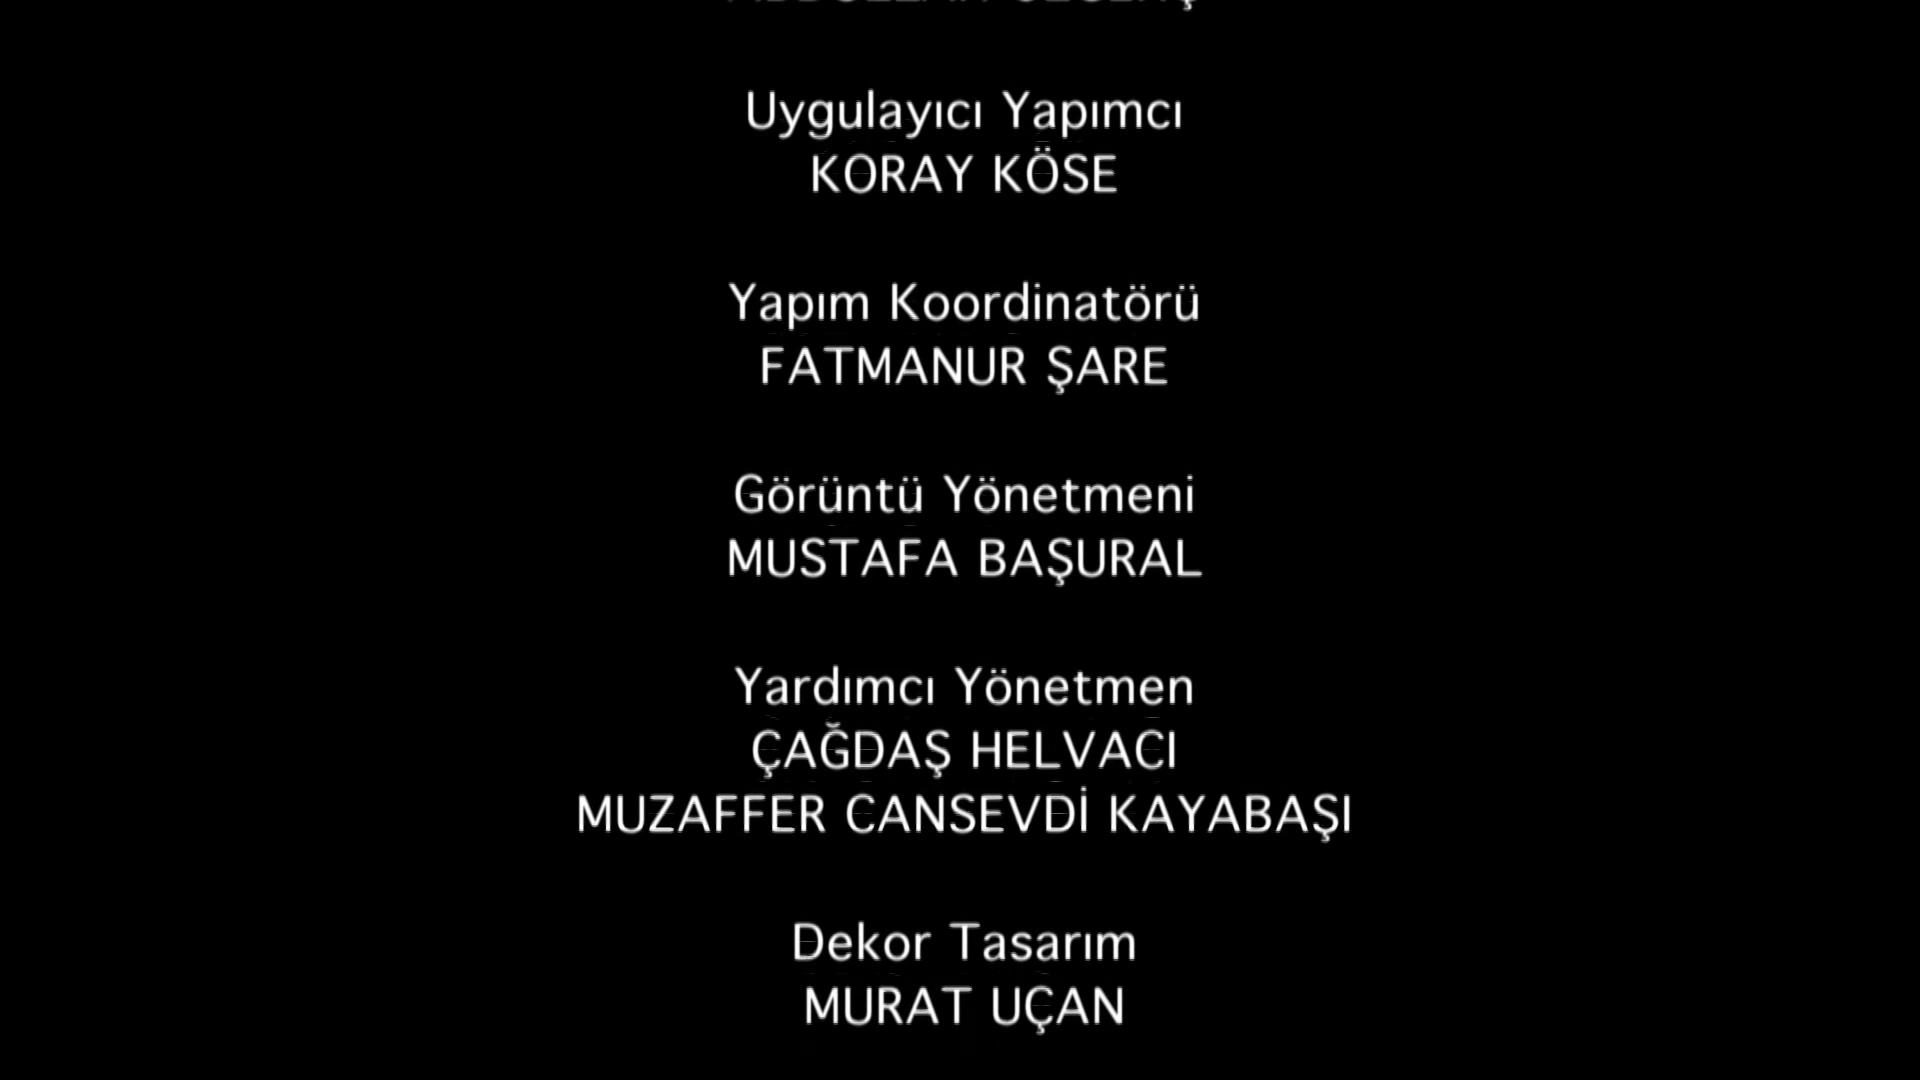 Uygulayıcı Yapımcı
KORAY KÖSE
Yapım Koordinatörü
FATMANUR ŞARE
Görüntü Yönetmeni
MUSTAFA BAŞURAL
Yardımcı Yönetmen
ÇAĞDAŞ HELVACI
MUZAFFER CANSEVDİ KAYABAŞI
Dekor Tasarım
MURAT UÇAN